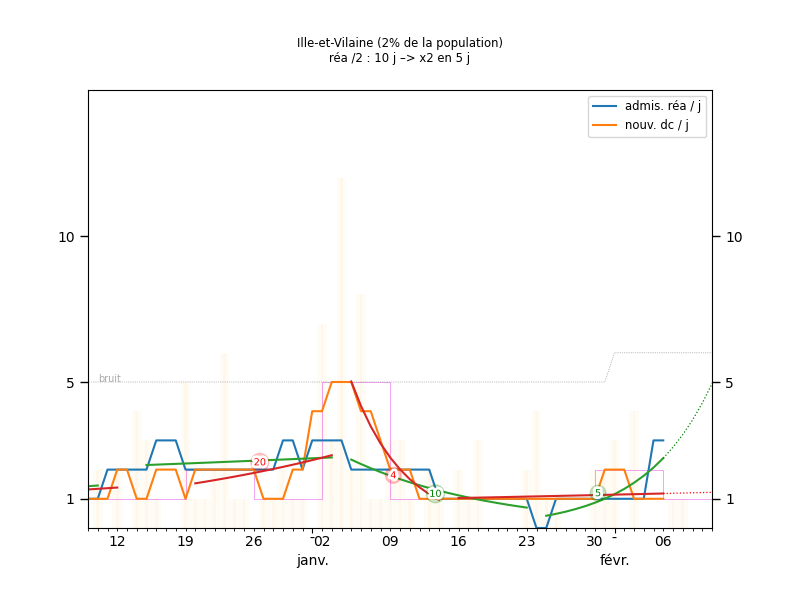 Ille-et-Vilaine (2% de la population)
réa /2 : 10 j –> x2 en 5 j
admis. réa / j
nouv. dc / j
10
10
bruit
5
5
20
4
10
5
1
1
12
19
26
02
09
16
23
30
06
janv.
févr.